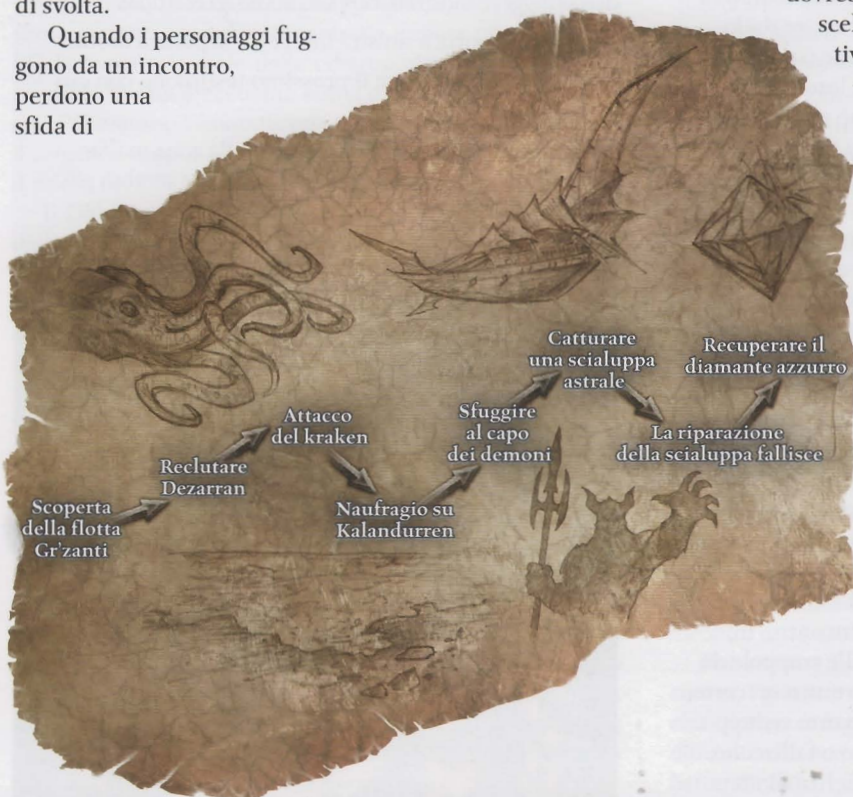 di svolta.
Quando i personaggi fug-
gono da un incontro,
perdono una
sfida di
scel
tiv
Scoperta
della flotta
Gr'zanti
Reclutare
Dezarran
Attacco
del kraken
Naufragio su
Kalandurren
Sfuggire
al capo
dei demoni
Catturare
una scialuppa
astrale
La riparazione
della scialuppa fallisce
Recuperare il
diamante azzurro